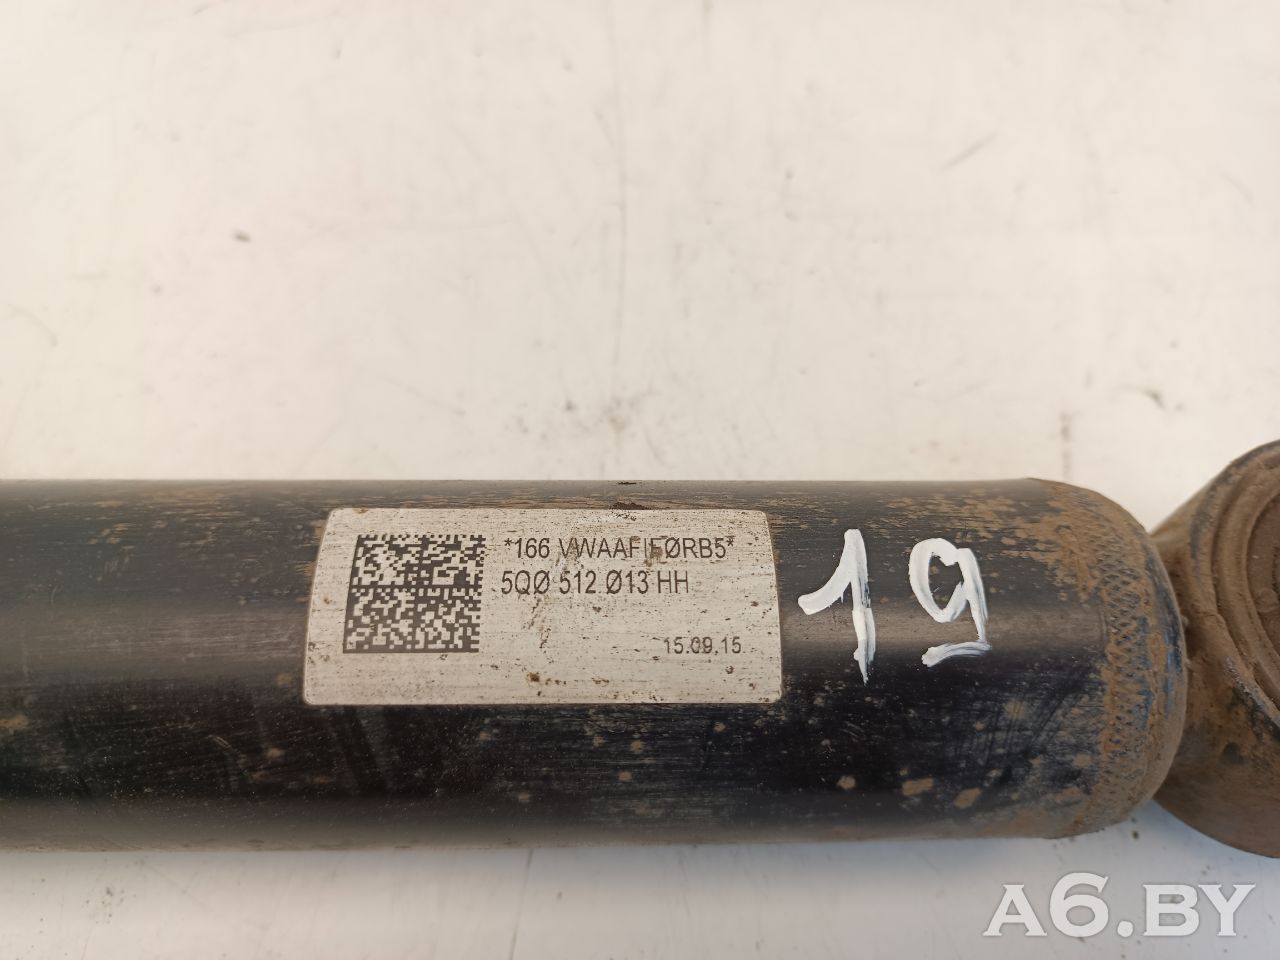 *166 VWAAFIFØRB5*
5QØ 512 Ø13 HH
15.09.15
19
A6.BY